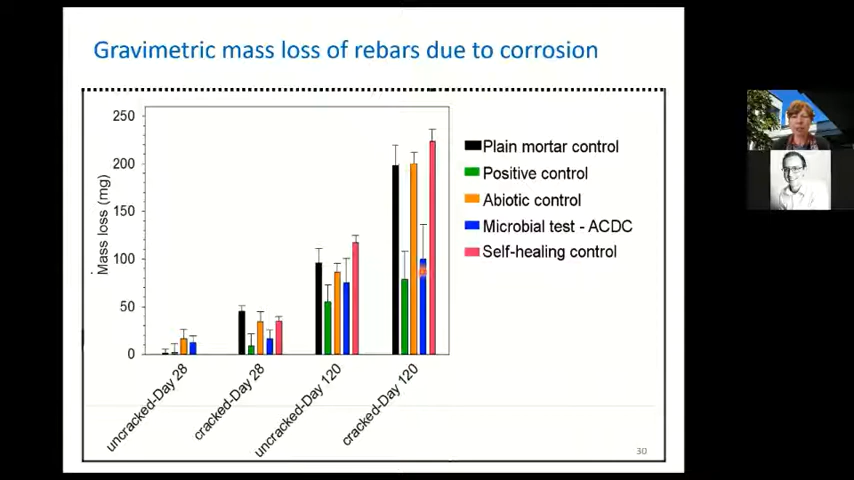 Gravimetric mass loss of rebars due to corrosion
250
200
150
100
50
0
Mass loss (mg)
uncracked-Day 28
cracked-Day 28
uncracked-Day 120
cracked-Day 120
Plain mortar control
Positive control
Abiotic control
Microbial test - ACDC
Self-healing control
30